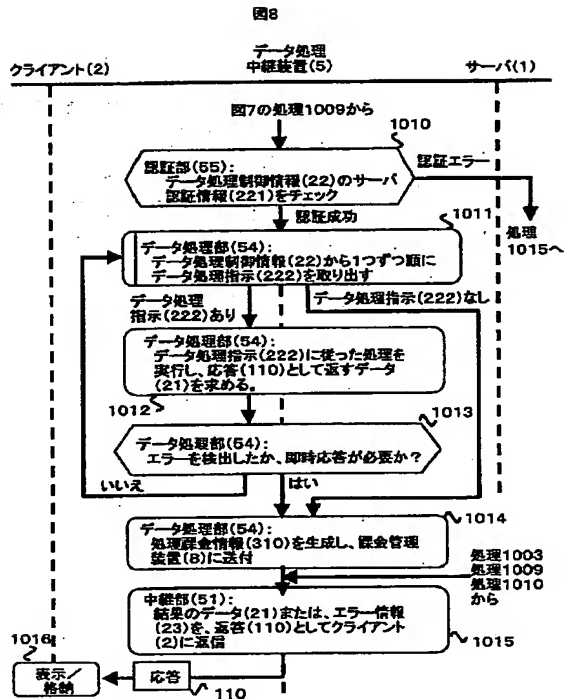 図8
データ処理
クライアント(2) 中継装置(5) サーバ(1)
図7の処理1009から
1010
認証部(55):
データ処理制御情報(22)のサーバ
認証情報(221)をチェック
認証エラー
認証成功
1011
処理
1015へ
データ処理部(54):
データ処理制御情報(22)から1つずつ順に
データ処理指示(222)を取り出す
データ処理
指示(222)あり
データ処理指示(222)なし
データ処理部(54):
データ処理指示(222)に従った処理を
実行し、応答(110)として返すデータ
(21)を求める。
1012
1013
データ処理部(54):
エラーを検出したか、即時応答が必要か?
いいえ
はい
1014
データ処理部(54):
処理課金情報(310)を生成し、課金管理
装置(8)に送付
処理1003
処理1009
処理1010
から
中継部(51):
結果のデータ(21)または、エラー情報
(23)を、返答(110)としてクライアント
(2)に返信
1015
1016
表示/
格納
応答
110